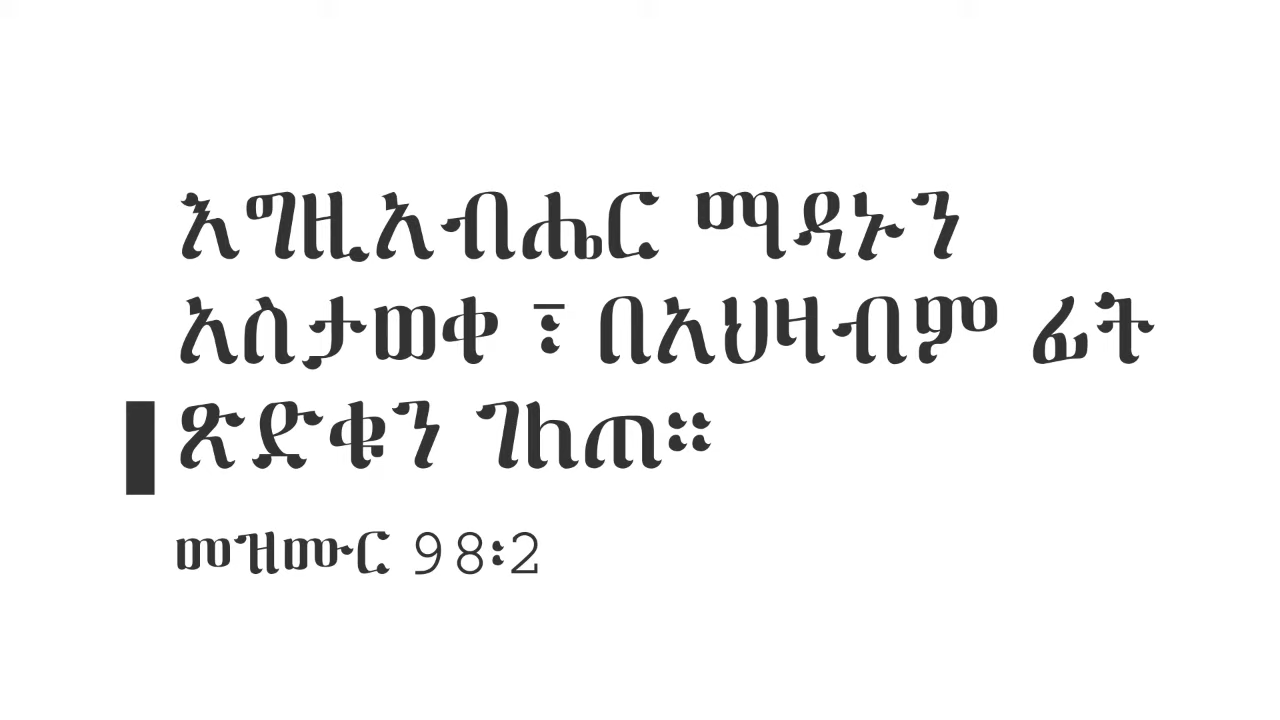 እግዚአብሔር ማዳኑን
አስታወቀ ፣ በአህዛብም ፊት
ጽድቁን ገለጠ።
መዝሙር 98፡2